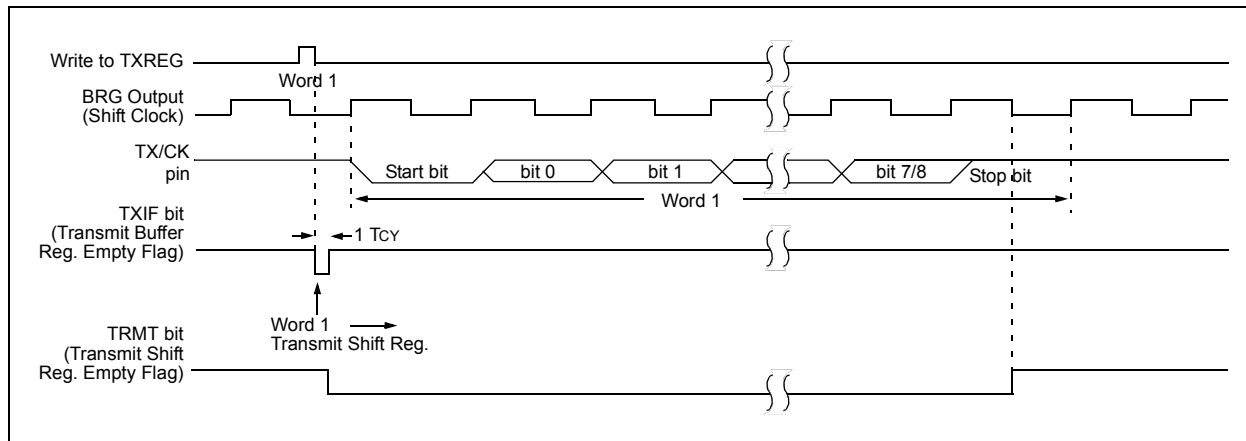 Write to TXREG
Word 1
BRG Output
(Shift Clock)
TX/CK
pin
Start bit
bit 0
bit 1
bit 7/8
Stop bit
Word 1
TXIF bit
(Transmit Buffer
Reg. Empty Flag)
1 TCY
Word 1
Transmit Shift Reg.
TRMT bit
(Transmit Shift
Reg. Empty Flag)